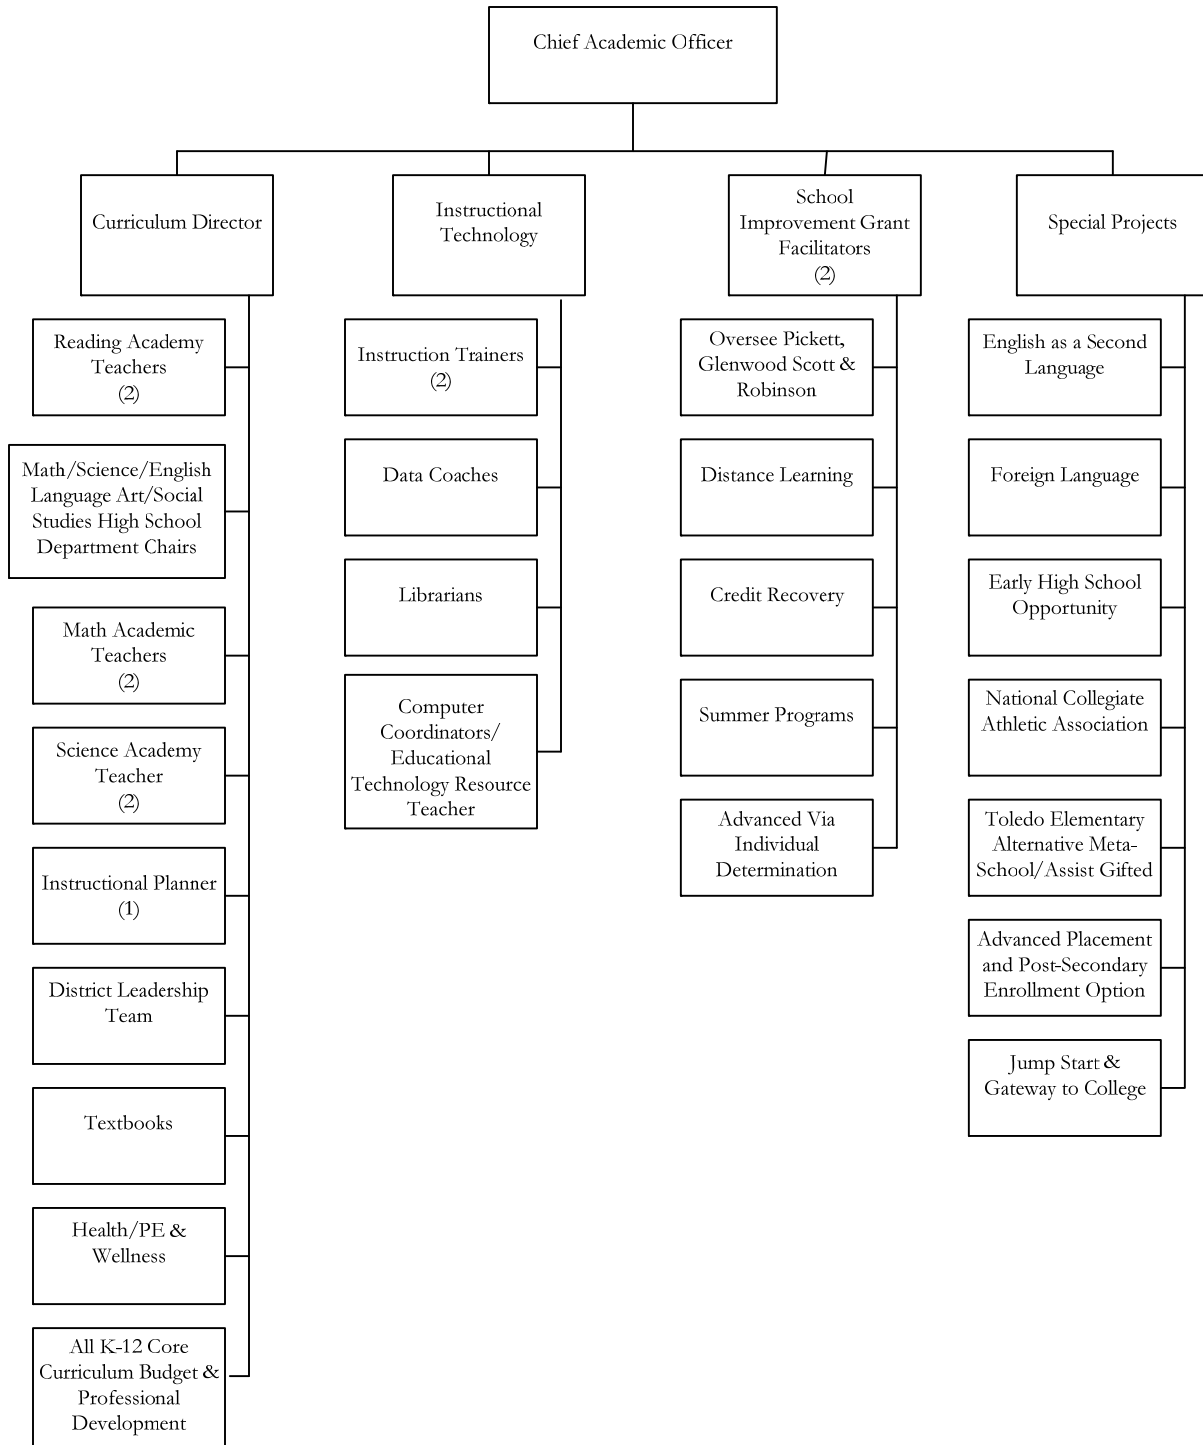 Chief Academic Officer
Curriculum Director
Instructional
Technology
School
Improvement Grant
Facilitators
(2)
Special Projects
Reading Academy
Teachers
(2)
Math/Science/English
Language Art/Social
Studies High School
Department Chairs
Math Academic
Teachers
(2)
Science Academy
Teacher
(2)
Instructional Planner
(1)
District Leadership
Team
Textbooks
Health/PE &
Wellness
All K-12 Core
Curriculum Budget &
Professional
Development
Instruction Trainers
(2)
Data Coaches
Librarians
Computer
Coordinators/
Educational
Technology Resource
Teacher
Oversee Pickett,
Glenwood Scott &
Robinson
Distance Learning
Credit Recovery
Summer Programs
Advanced Via
Individual
Determination
English as a Second
Language
Foreign Language
Early High School
Opportunity
National Collegiate
Athletic Association
Toledo Elementary
Alternative Meta-
School/Assist Gifted
Advanced Placement
and Post-Secondary
Enrollment Option
Jump Start &
Gateway to College